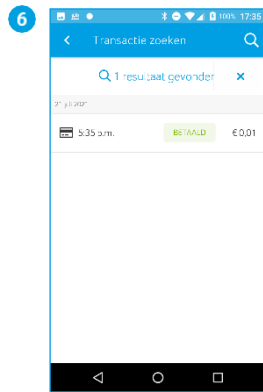 6
100% 17:35
Transactie zoeken
1 resultaat gevonden
5:35 p.m. BETAALD € 0,01